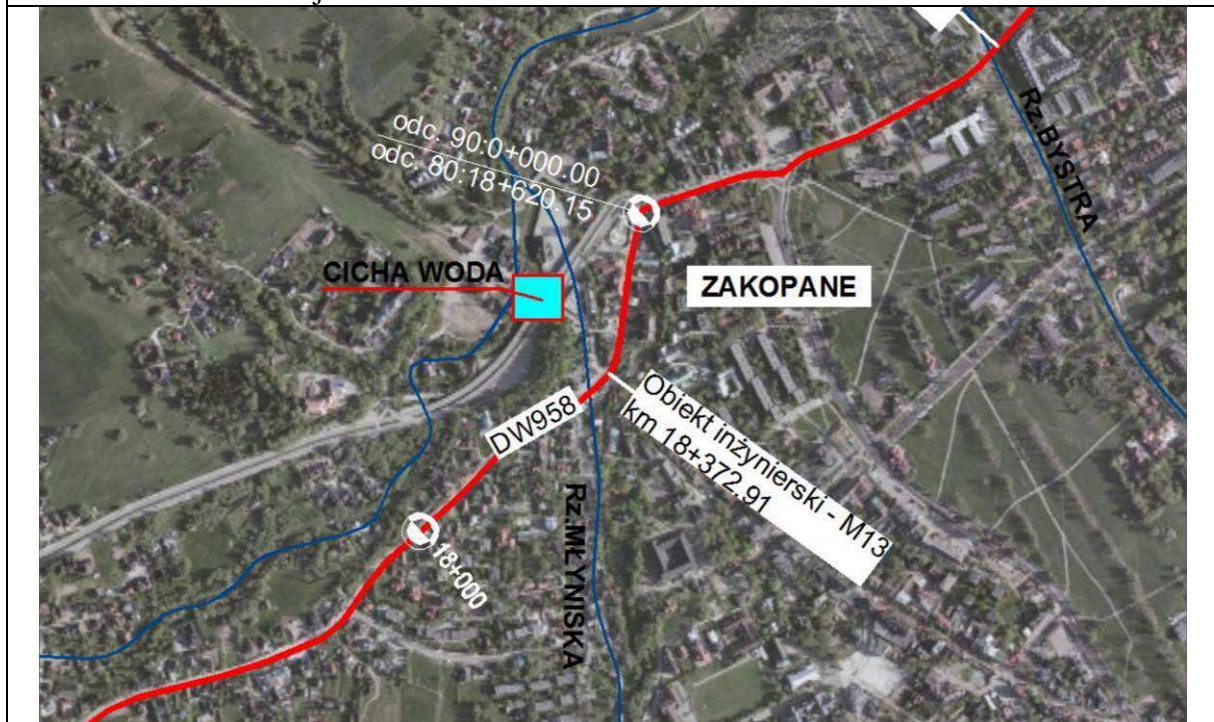 odc. 90:0+000.00
odc. 80:18+620.15
Rz.BYSTRA
CICHA WODA
ZAKOPANE
DW958
Obiekt inżynierski - M13
km 18+372.91
Rz.MŁYNISKA
18+000